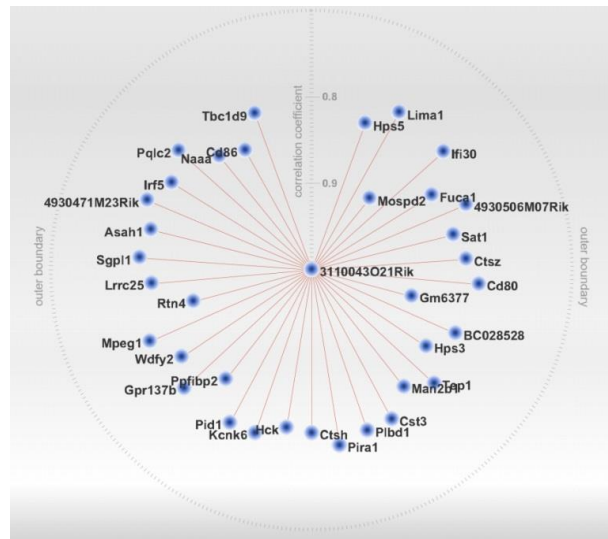 0.8
correlation coefficient
Tbc1d9
Lima1
Hps5
Pqlc2
Naaa
Cd86
Ifi30
Irf5
0.9
4930471M23Rik
Mospd2
Fuca1
4930506M07Rik
Asah1
Sat1
outer boundary
Sgpl1
Ctsz
outer boundary
3110043O21Rik
Lrrc25
Cd80
Rtn4
Gm6377
Mpeg1
BC028528
Wdfy2
Hps3
Ppfibp2
Gpr137b
Man2b1
Pid1
Cst3
Kcnk6
Hck
Ctsh
Plbd1
Pira1